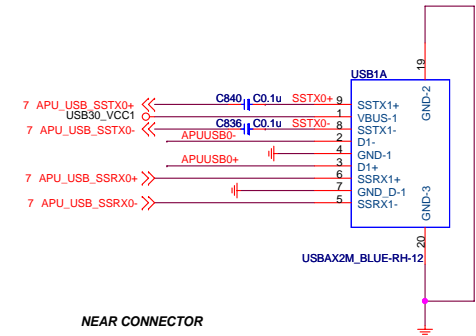 19
USB1A
GND-2
7 APU_USB_SSTX0+ C840 C0.1u SSTX0+ 9 SSTX1+
USB30_VCC1 1 VBUS-1
7 APU_USB_SSTX0- C836 C0.1u SSTX0- 8 SSTX1-
APUUSB0- 2 D1-
4 GND-1
APUUSB0+ 3 D1+
7 APU_USB_SSRX0+ 6 SSRX1+
7 GND_D-1
7 APU_USB_SSRX0- 5 SSRX1-
GND-3
20
USBAX2M_BLUE-RH-12
NEAR CONNECTOR